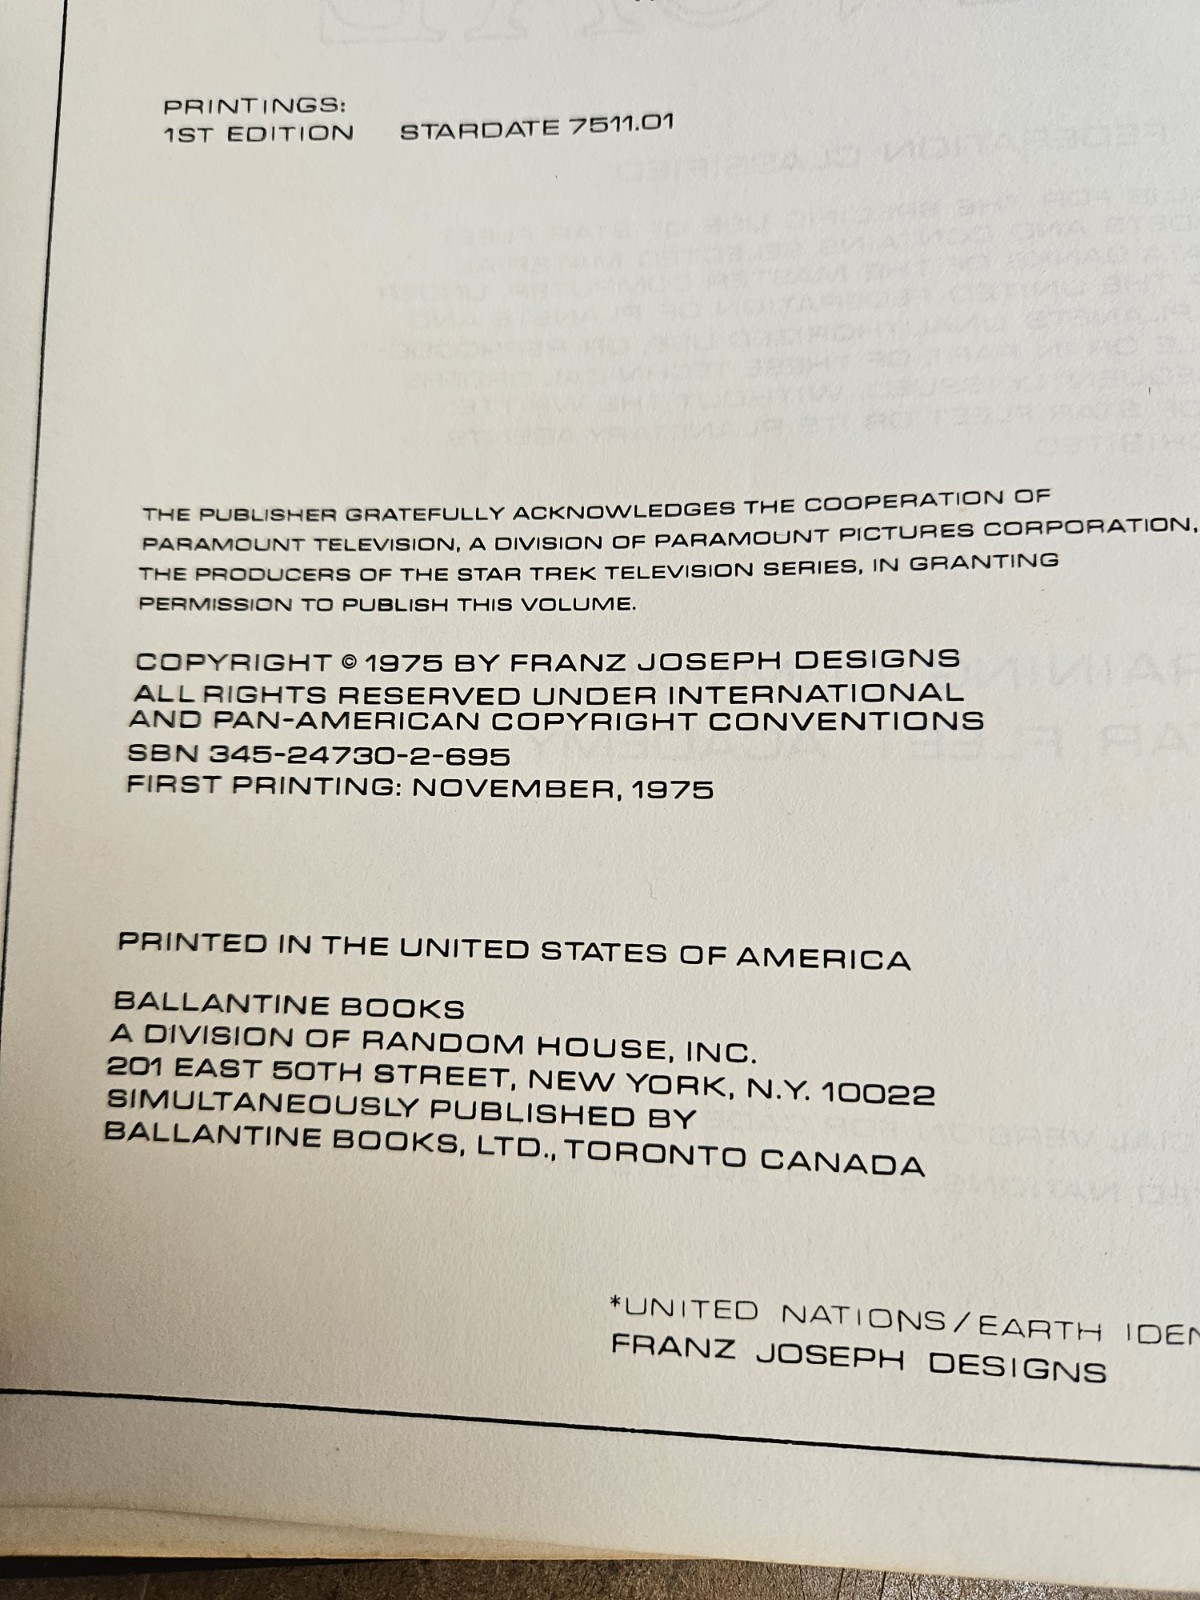 PRINTINGS:
1ST EDITION STARDATE 7511.01
THE PUBLISHER GRATEFULLY ACKNOWLEDGES THE COOPERATION OF
PARAMOUNT TELEVISION, A DIVISION OF PARAMOUNT PICTURES CORPORATION,
THE PRODUCERS OF THE STAR TREK TELEVISION SERIES, IN GRANTING
PERMISSION TO PUBLISH THIS VOLUME.
COPYRIGHT © 1975 BY FRANZ JOSEPH DESIGNS
ALL RIGHTS RESERVED UNDER INTERNATIONAL
AND PAN-AMERICAN COPYRIGHT CONVENTIONS
SBN 345-24730-2-695
FIRST PRINTING: NOVEMBER, 1975
PRINTED IN THE UNITED STATES OF AMERICA
BALLANTINE BOOKS
A DIVISION OF RANDOM HOUSE, INC.
201 EAST 50TH STREET, NEW YORK, N.Y. 10022
SIMULTANEOUSLY PUBLISHED BY
BALLANTINE BOOKS, LTD., TORONTO CANADA
*UNITED NATIONS/EARTH IDEN
FRANZ JOSEPH DESIGNS